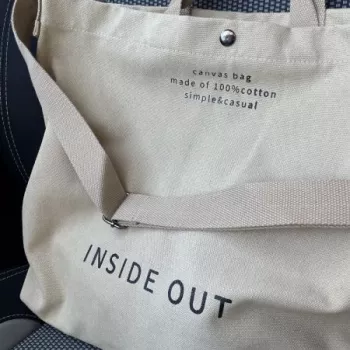 canvas bag
made of 100%cotton
simple&casual
INSIDE OUT